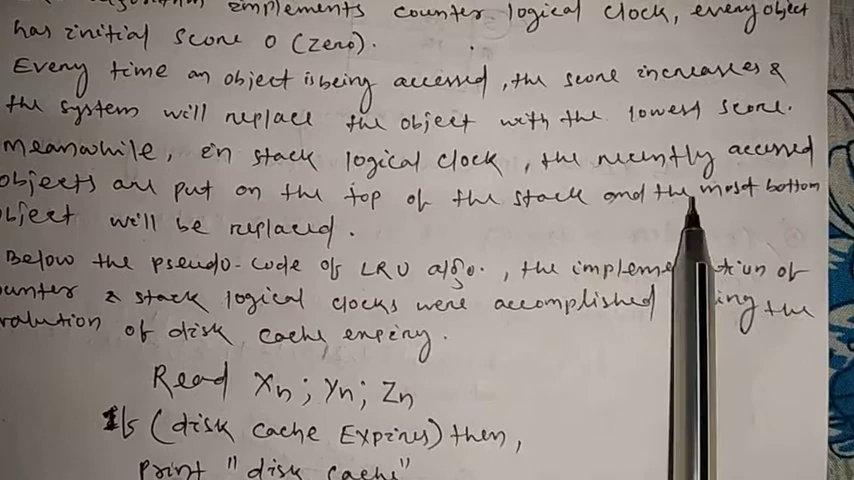 algorithm implements counter logical clock, every object
has initial score 0 (zero).
Every time an object is being accessed, the score increases &
the system will replace the object with the lowest score.
Meanwhile, in stack logical clock, the recently accessed
objects are put on the top of the stack and the most bottom
object will be replaced.
Below the pseudo-code of LRU algo., the implementation of
counter & stack logical clocks were accomplished the
of disk cache expiry.
Read Xn; Yn; Zn
If (disk cache Expires) then,
print "disk cache"